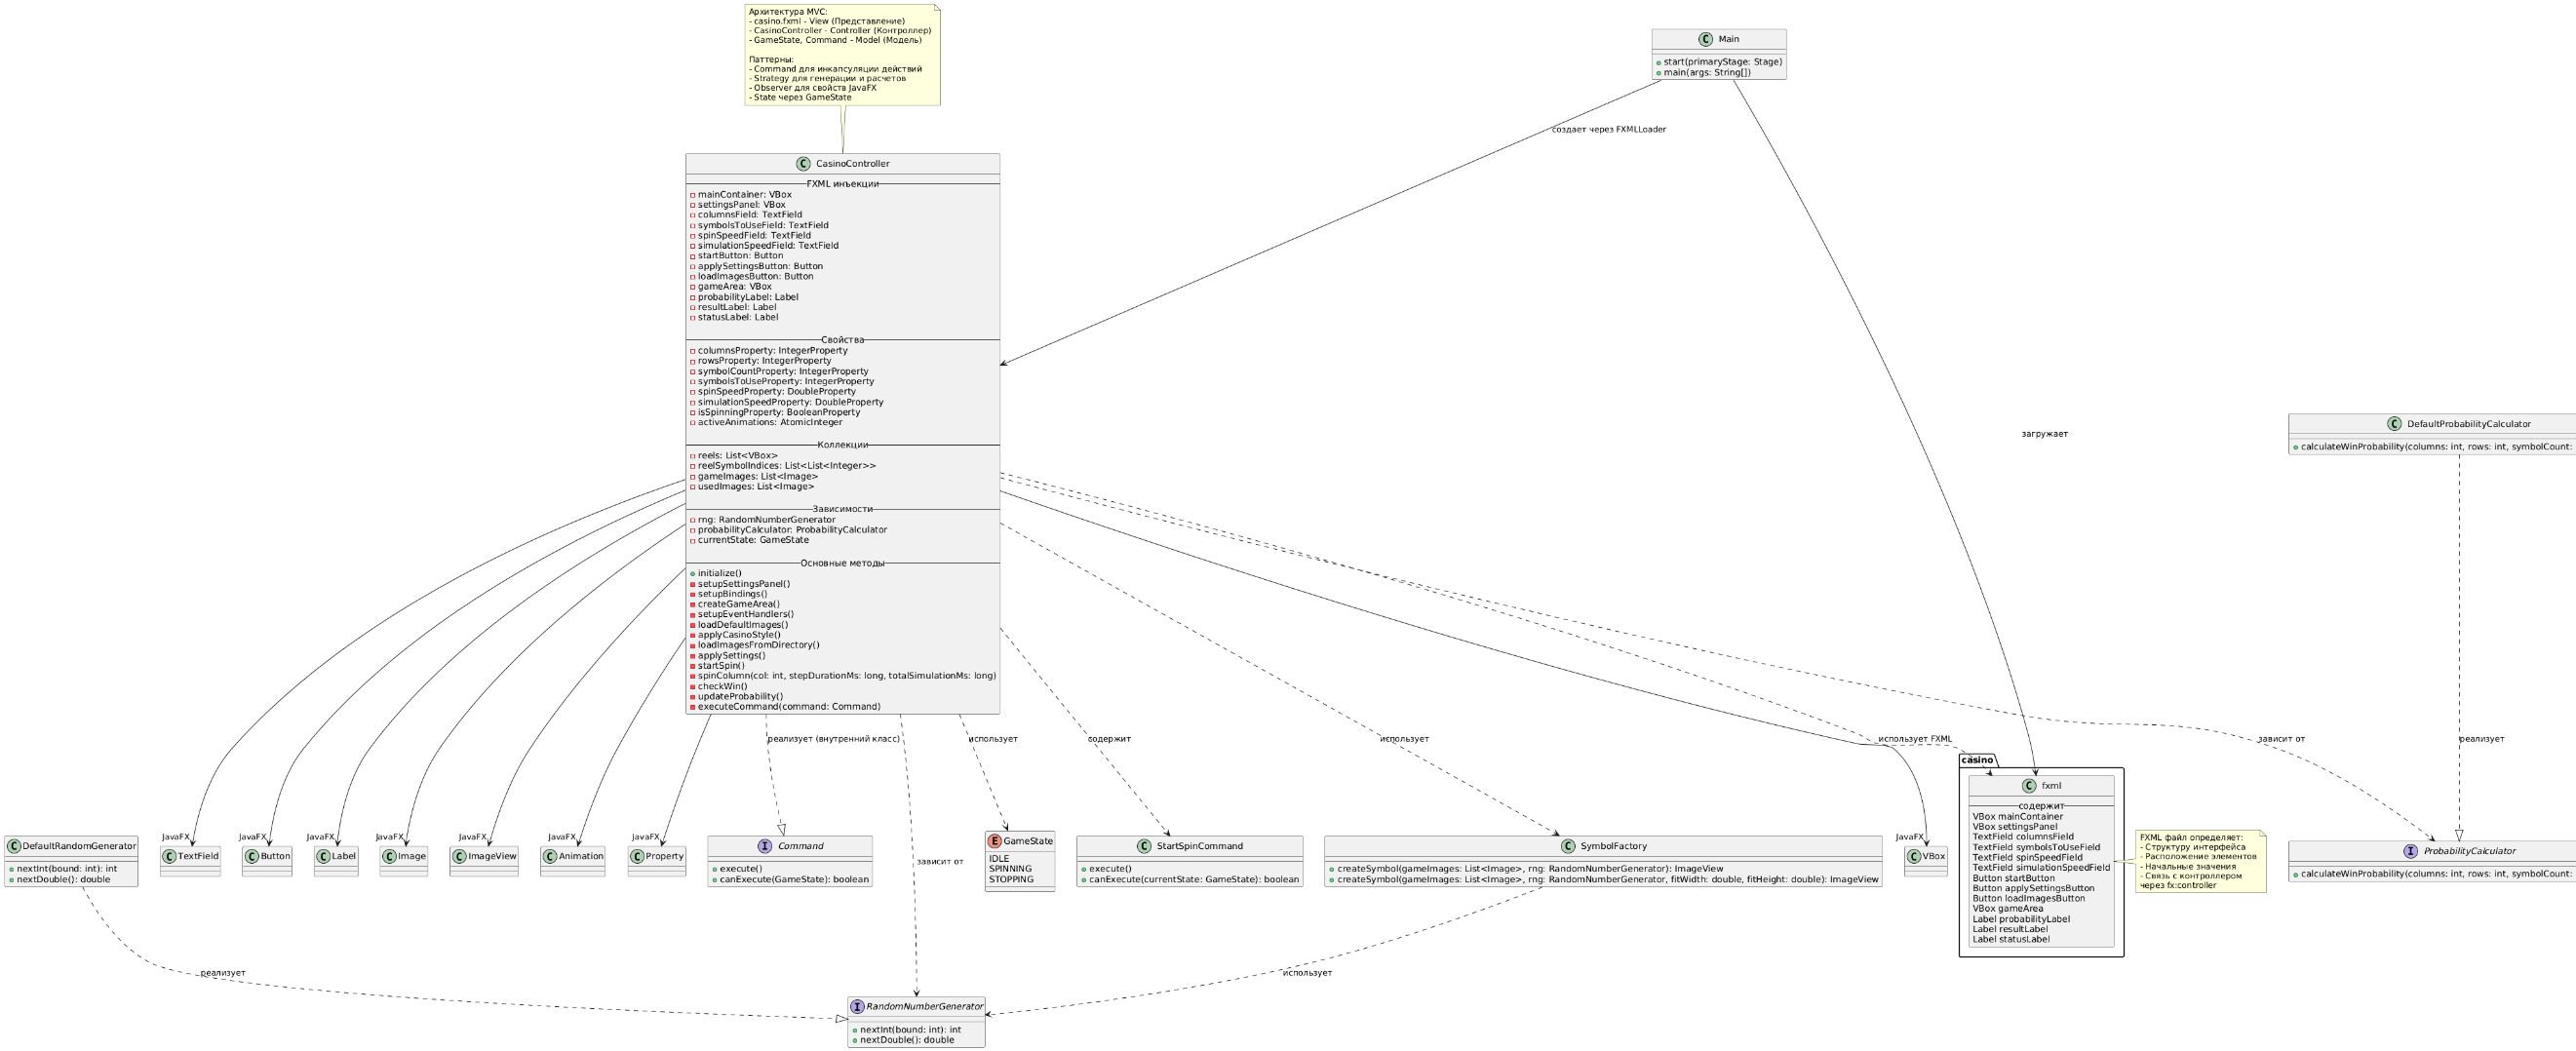 Архитектура MVC:
- casino.fxml - View (Представление)
- CasinoController - Controller (Контроллер)
- GameState, Command - Model (Модель)
Паттерны:
- Command для инкапсуляции действий
- Strategy для генерации и расчетов
- Observer для свойств JavaFX
- State через GameState
C Main
start(primaryStage: Stage)
main(args: String[])
создает через FXMLLoader
загружает
C CasinoController
FXML инъекции
mainContainer: VBox
settingsPanel: VBox
columnsField: TextField
symbolsToUseField: TextField
spinSpeedField: TextField
simulationSpeedField: TextField
startButton: Button
applySettingsButton: Button
loadImagesButton: Button
gameArea: VBox
probabilityLabel: Label
resultLabel: Label
statusLabel: Label
Свойства
columnsProperty: IntegerProperty
rowsProperty: IntegerProperty
symbolCountProperty: IntegerProperty
symbolsToUseProperty: IntegerProperty
spinSpeedProperty: DoubleProperty
simulationSpeedProperty: DoubleProperty
isSpinningProperty: BooleanProperty
activeAnimations: AtomicInteger
Коллекции
reels: List<VBox>
reelSymbolIndices: List<List<Integer>>
gameImages: List<Image>
usedImages: List<Image>
Зависимости
rng: RandomNumberGenerator
probabilityCalculator: ProbabilityCalculator
currentState: GameState
Основные методы
initialize()
setupSettingsPanel()
setupBindings()
createGameArea()
setupEventHandlers()
loadDefaultImages()
applyCasinoStyle()
loadImagesFromDirectory()
applySettings()
startSpin()
spinColumn(col: int, stepDurationMs: long, totalSimulationMs: long)
checkWin()
updateProbability()
executeCommand(command: Command)
C DefaultProbabilityCalculator
calculateWinProbability(columns: int, rows: int, symbolCount:
реализует (внутренний класс)
использует
содержит
использует
использует FXML
зависит от
реализует
C DefaultRandomGenerator
nextInt(bound: int): int
nextDouble(): double
JavaFX
C TextField
JavaFX
C Button
JavaFX
C Label
JavaFX
C Image
JavaFX
C ImageView
JavaFX
C Animation
JavaFX
C Property
I Command
execute()
canExecute(GameState): boolean
зависит от
E GameState
IDLE
SPINNING
STOPPING
C StartSpinCommand
execute()
canExecute(currentState: GameState): boolean
C SymbolFactory
createSymbol(gameImages: List<Image>, rng: RandomNumberGenerator): ImageView
createSymbol(gameImages: List<Image>, rng: RandomNumberGenerator, fitWidth: double, fitHeight: double): ImageView
JavaFX
C VBox
casino
C fxml
содержит
VBox mainContainer
VBox settingsPanel
TextField columnsField
TextField symbolsToUseField
TextField spinSpeedField
TextField simulationSpeedField
Button startButton
Button applySettingsButton
Button loadImagesButton
VBox gameArea
Label probabilityLabel
Label resultLabel
Label statusLabel
FXML файл определяет:
- Структуру интерфейса
- Расположение элементов
- Начальные значения
- Связь с контроллером
через fx:controller
I ProbabilityCalculator
calculateWinProbability(columns: int, rows: int, symbolCount:
реализует
использует
I RandomNumberGenerator
nextInt(bound: int): int
nextDouble(): double